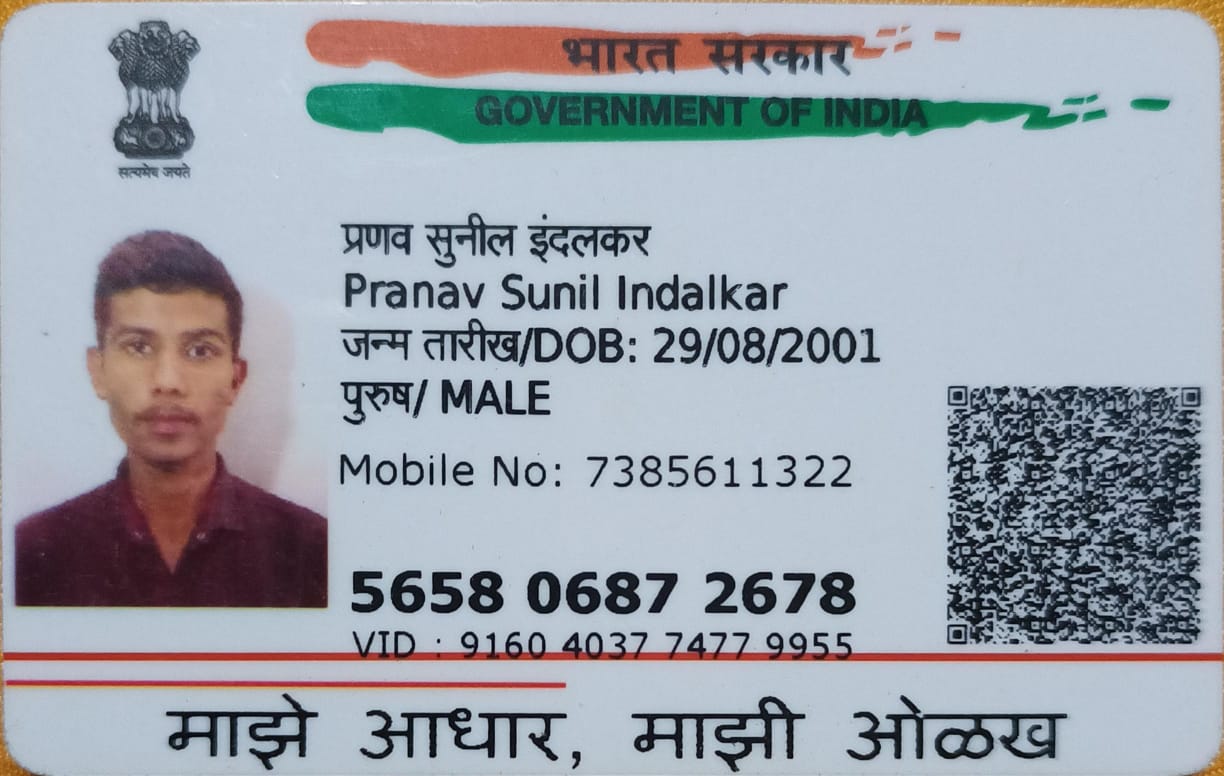 भारत सरकार
GOVERNMENT OF INDIA
सत्यमेव जयते
प्रणव सुनील इंदलकर
Pranav Sunil Indalkar
जन्म तारीख/DOB: 29/08/2001
पुरुष/ MALE
Mobile No: 7385611322
5658 0687 2678
VID : 9160 4037 7477 9955
माझे आधार, माझी ओळख